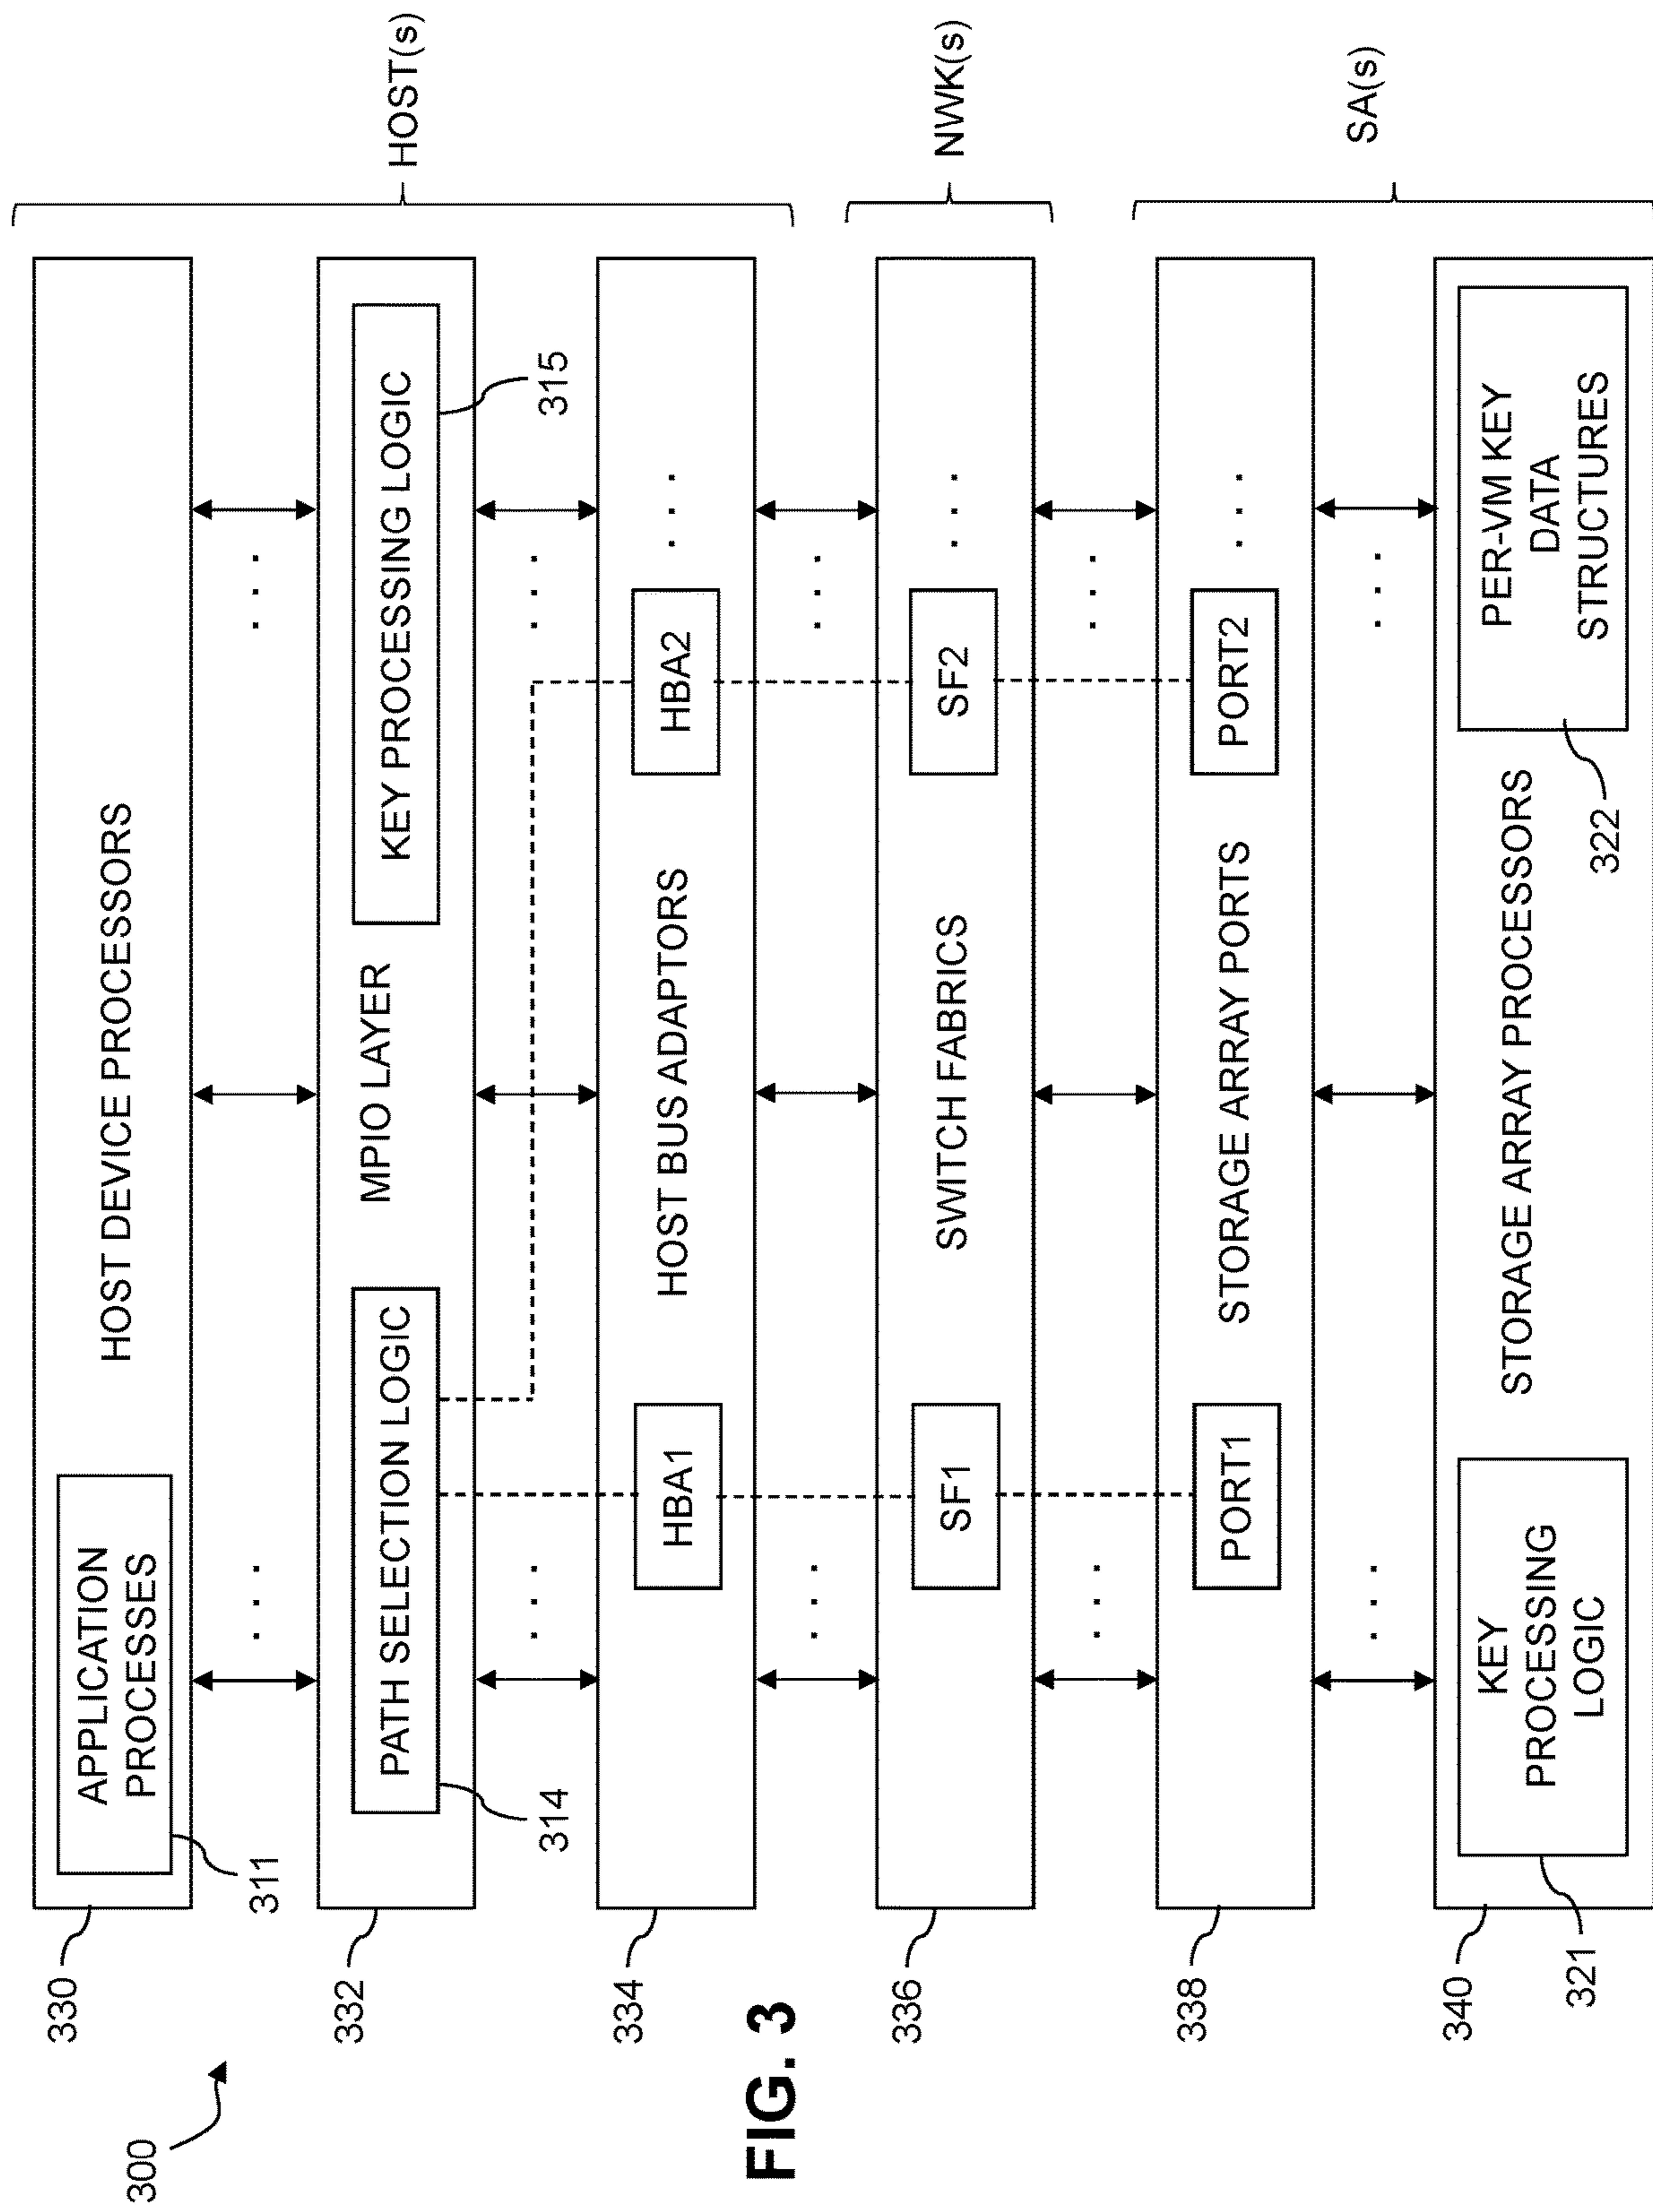 300
330
APPLICATION
PROCESSES
311
HOST DEVICE PROCESSORS
HOST(s)
332
PATH SELECTION LOGIC
314
MPIO LAYER
KEY PROCESSING LOGIC
315
334
HBA1
HOST BUS ADAPTORS
HBA2
. . .
336
SF1
SWITCH FABRICS
SF2
. . .
NWK(s)
338
PORT1
STORAGE ARRAY PORTS
PORT2
. . .
SA(s)
340
KEY
PROCESSING
LOGIC
321
STORAGE ARRAY PROCESSORS
PER-VM KEY
DATA
STRUCTURES
322
FIG. 3